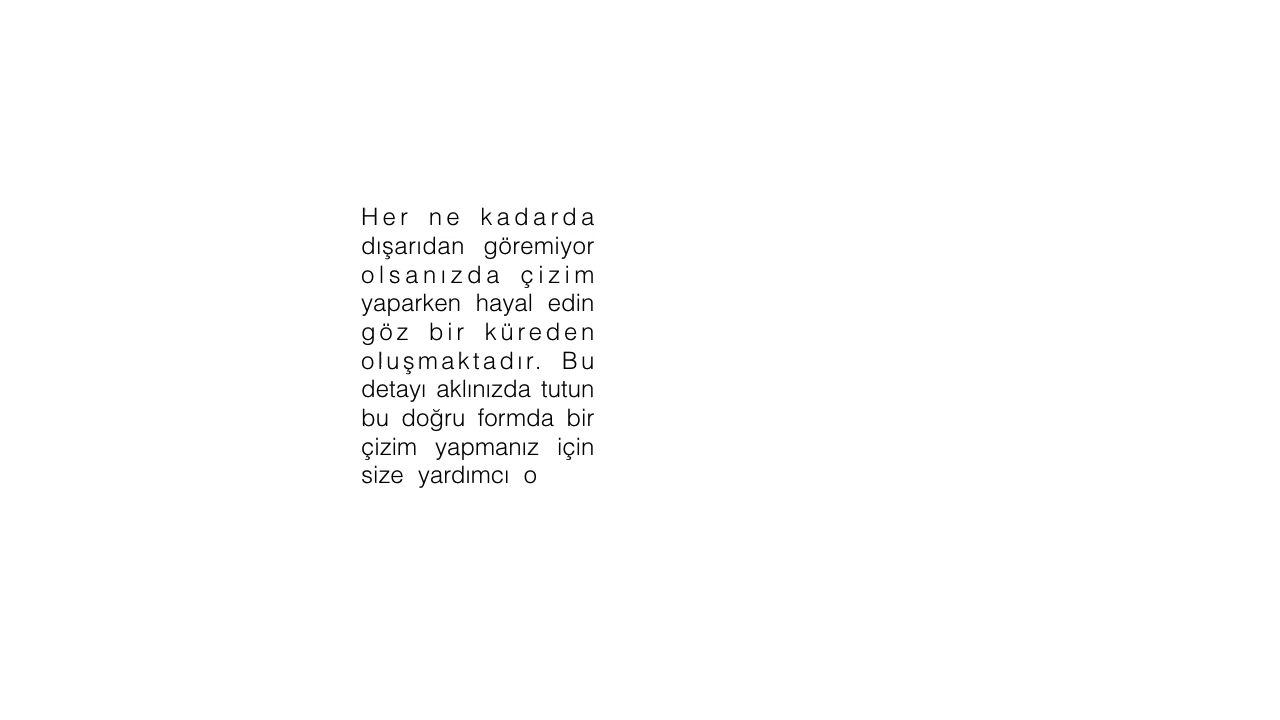 Her ne kadarda
dışarıdan göremiyor
olsanızda çizim
yaparken hayal edin
göz bir küreden
oluşmaktadır. Bu
detayı aklınızda tutun
bu doğru formda bir
çizim yapmanız için
size yardımcı o